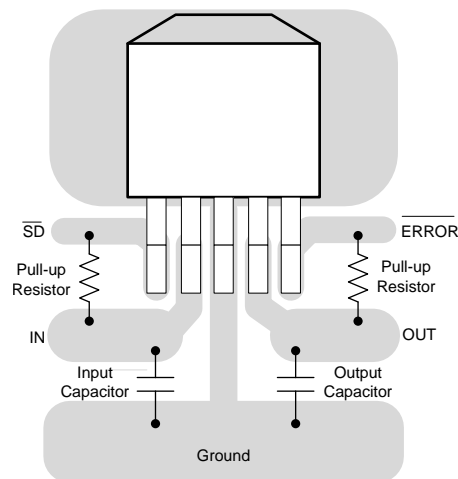 SD
ERROR
Pull-up
Resistor
Pull-up
Resistor
IN
OUT
Input
Capacitor
Output
Capacitor
Ground